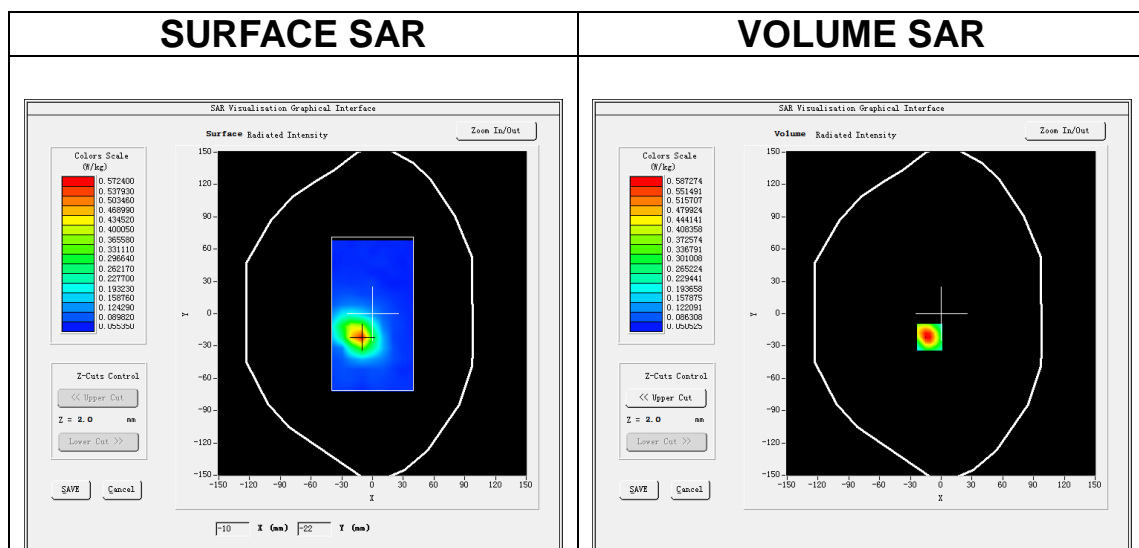 SURFACE SAR
VOLUME SAR
SAR Visualisation Graphical Interface
Surface Radiated Intensity
Zoom In/Out
Colors Scale
(W/kg)
0.572400
0.537930
0.503460
0.468990
0.434520
0.400050
0.365580
0.331110
0.296640
0.262170
0.227700
0.193230
0.158760
0.124290
0.089820
0.055350
Z-Cuts Control
<< Upper Cut
Z = 2.0 mm
Lower Cut >>
SAVE Cancel
150
120
90
60
30
0
-30
-60
-90
-120
-150
Y
-150 -120 -90 -60 -30 0 30 60 90 120 150
X
-10 X (mm) -22 Y (mm)
SAR Visualisation Graphical Interface
Volume Radiated Intensity
Zoom In/Out
Colors Scale
(W/kg)
0.587274
0.551491
0.515707
0.479924
0.444141
0.408358
0.372574
0.336791
0.301008
0.265224
0.229441
0.193658
0.157875
0.122091
0.086308
0.050525
Z-Cuts Control
<< Upper Cut
Z = 2.0 mm
Lower Cut >>
SAVE Cancel
150
120
90
60
30
0
-30
-60
-90
-120
-150
Y
-150 -120 -90 -60 -30 0 30 60 90 120 150
X